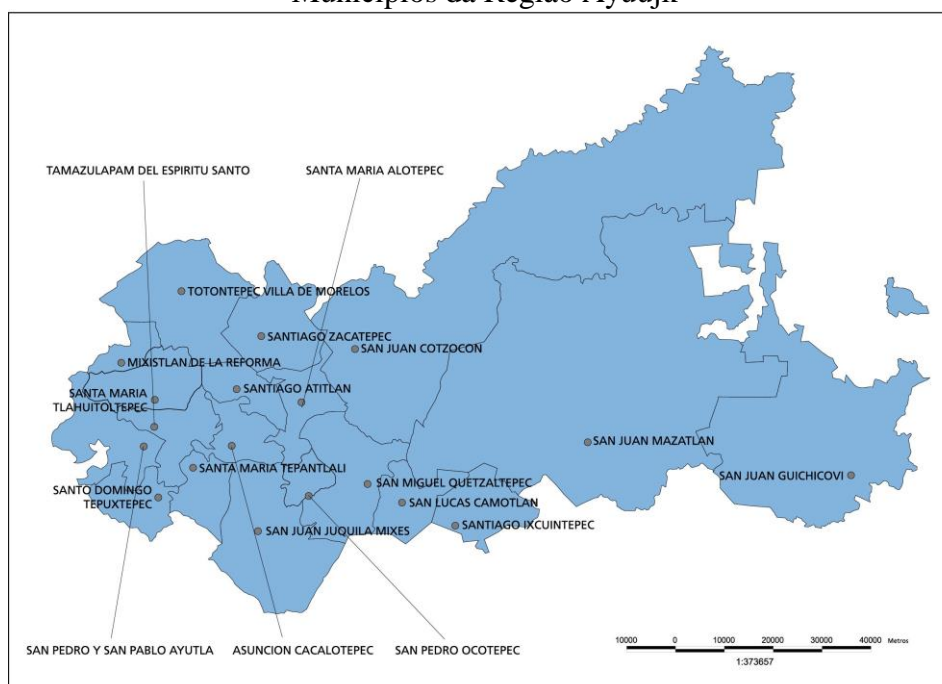 Municípios da Região Ayuujk
TAMAZULAPAM DEL ESPIRITU SANTO
SANTA MARIA ALOTEPEC
TOTONTEPEC VILLA DE MORELOS
SANTIAGO ZACATEPEC
SAN JUAN COTZOCON
MIXISTLAN DE LA REFORMA
SANTIAGO ATITLAN
SANTA MARIA
TLAHUITOLTEPEC
SAN JUAN MAZATLAN
SANTA MARIA TEPANTLALI
SAN JUAN GUICHICOVI
SAN MIGUEL QUETZALTEPEC
SANTO DOMINGO
TEPUXTEPEC
SAN LUCAS CAMOTLAN
SANTIAGO IXCUINTEPEC
SAN JUAN JUQUILA MIXES
SAN PEDRO Y SAN PABLO AYUTLA
ASUNCION CACALOTEPEC
SAN PEDRO OCOTEPEC
10000 0 10000 20000 30000 40000 Metros
1:373657